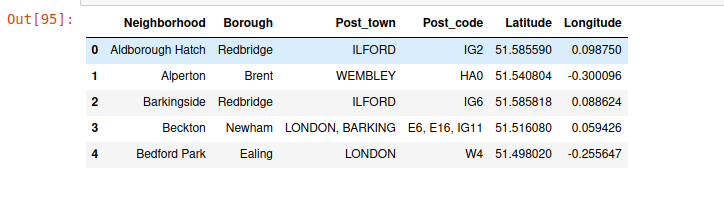 Out[95]:
Neighborhood Borough Post_town Post_code Latitude Longitude
0 Aldborough Hatch Redbridge ILFORD IG2 51.585590 0.098750
1 Alperton Brent WEMBLEY HA0 51.540804 -0.300096
2 Barkingside Redbridge ILFORD IG6 51.585818 0.088624
3 Beckton Newham LONDON, BARKING E6, E16, IG11 51.516080 0.059426
4 Bedford Park Ealing LONDON W4 51.498020 -0.255647